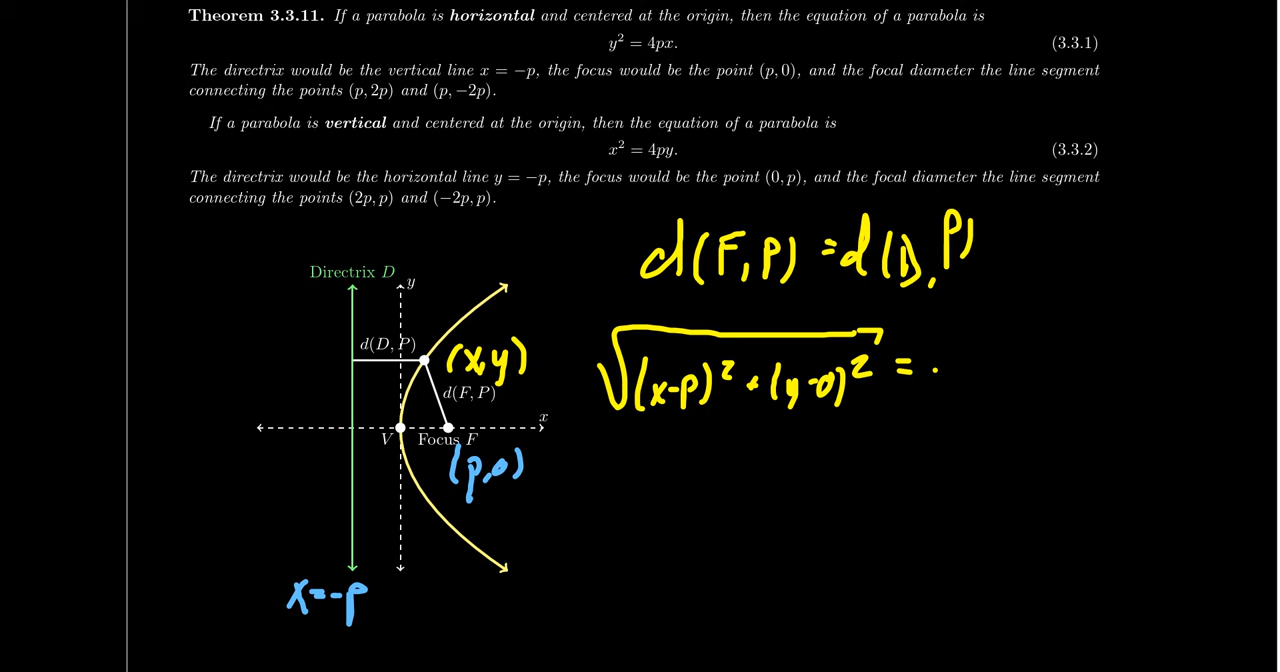 Theorem 3.3.11. If a parabola is horizontal and centered at the origin, then the equation of a parabola is
y² = 4px. (3.3.1)
The directrix would be the vertical line x = −p, the focus would be the point (p, 0), and the focal diameter the line segment
connecting the points (p, 2p) and (p, −2p).
If a parabola is vertical and centered at the origin, then the equation of a parabola is
x² = 4py. (3.3.2)
The directrix would be the horizontal line y = −p, the focus would be the point (0, p), and the focal diameter the line segment
connecting the points (2p, p) and (−2p, p).
d(F, P) = d(D, P)
Directrix D
y
d(D, P)
(x,y)
d(F, P)
√(x-p)² + (y-0)² = .
x
V
Focus F
(p,0)
x=-p